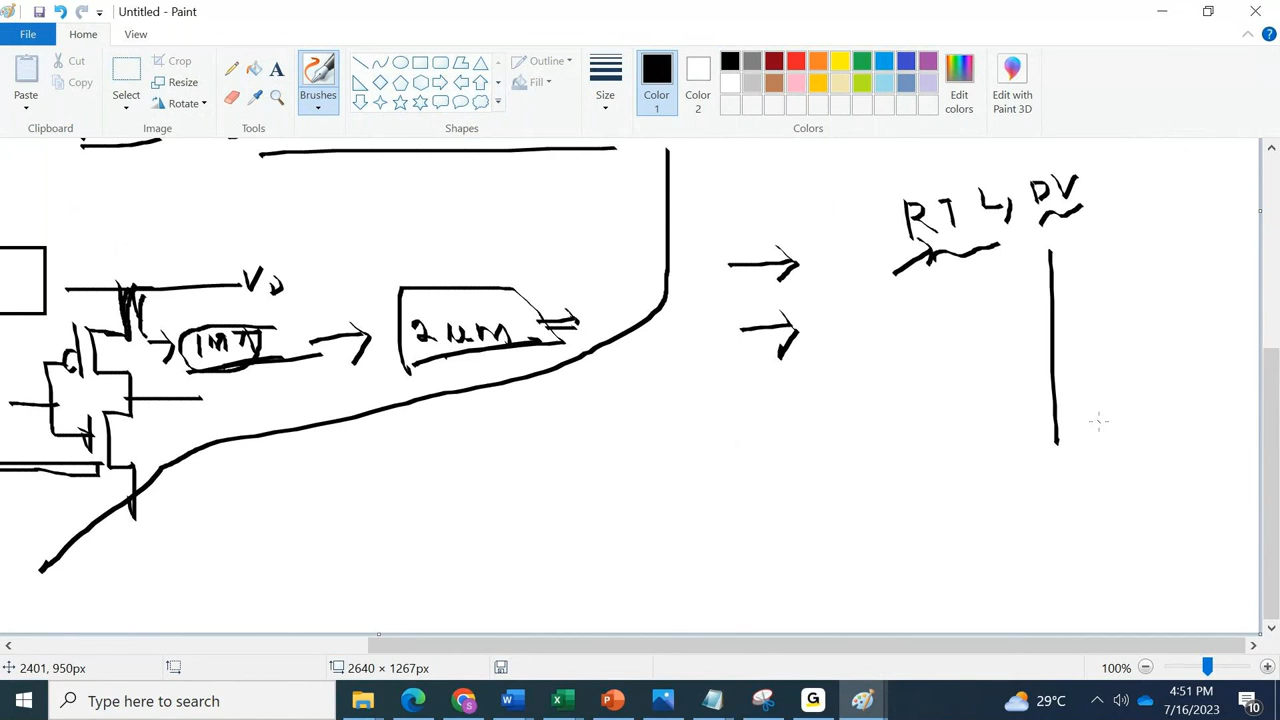 Untitled - Paint
File Home View
Paste
Cut
Copy
Clipboard
Select
Crop
Resize
Rotate
Image
A
Tools
Brushes
Outline
Fill
Shapes
Size
Color 1
Color 2
Edit colors
Colors
Edit with Paint 3D
RTL DV
VD
2401, 950px
2640 × 1267px
100%
Type here to search
G
29°C
4:51 PM
7/16/2023
10